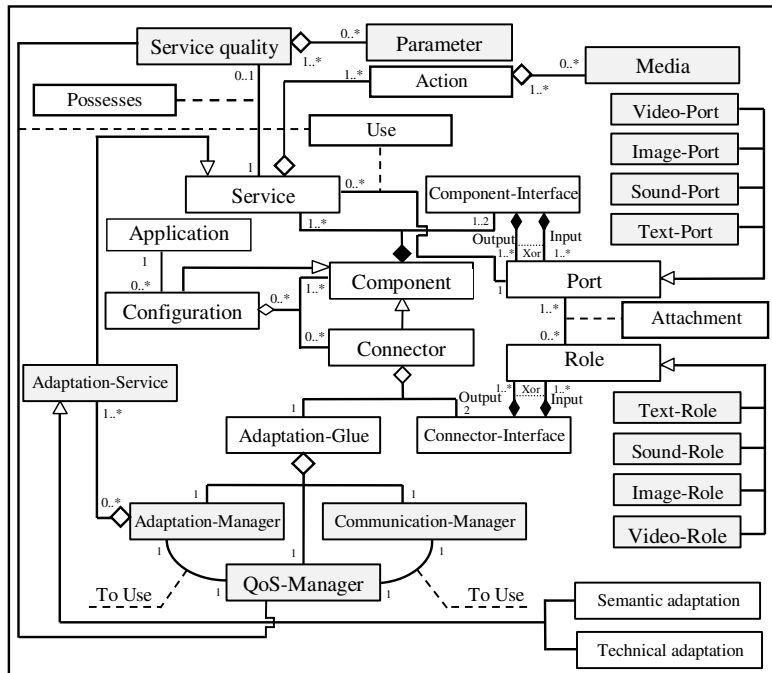 Service quality
0..*
Parameter
1..*
0..1
1..*
Action
0..*
1..*
Media
Possesses
Use
Video-Port
Image-Port
Sound-Port
Text-Port
1
Service
0..*
Component-Interface
1..*
1..2
Output
Input
1..*
Xor
1..*
Application
1
0..*
Configuration
0..*
Component
1..*
0..*
Connector
1
Port
1..*
0..*
Attachment
Role
1..*
Xor
1..*
Output
Input
2
Adaptation-Service
1..*
1
Adaptation-Glue
Connector-Interface
Text-Role
Sound-Role
Image-Role
Video-Role
0..*
1
1
Adaptation-Manager
Communication-Manager
1
1
1
1
1
QoS-Manager
To Use
To Use
Semantic adaptation
Technical adaptation